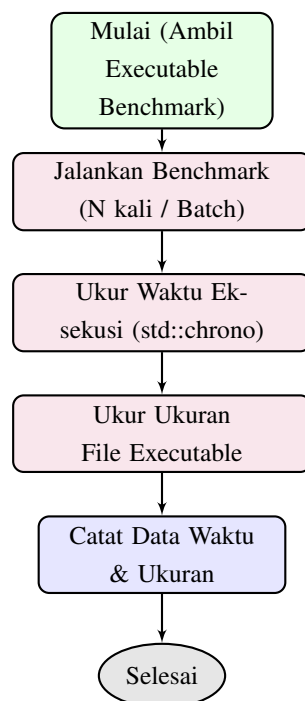 Mulai (Ambil
Executable
Benchmark)
Jalankan Benchmark
(N kali / Batch)
Ukur Waktu Ek-
sekusi (std::chrono)
Ukur Ukuran
File Executable
Catat Data Waktu
& Ukuran
Selesai